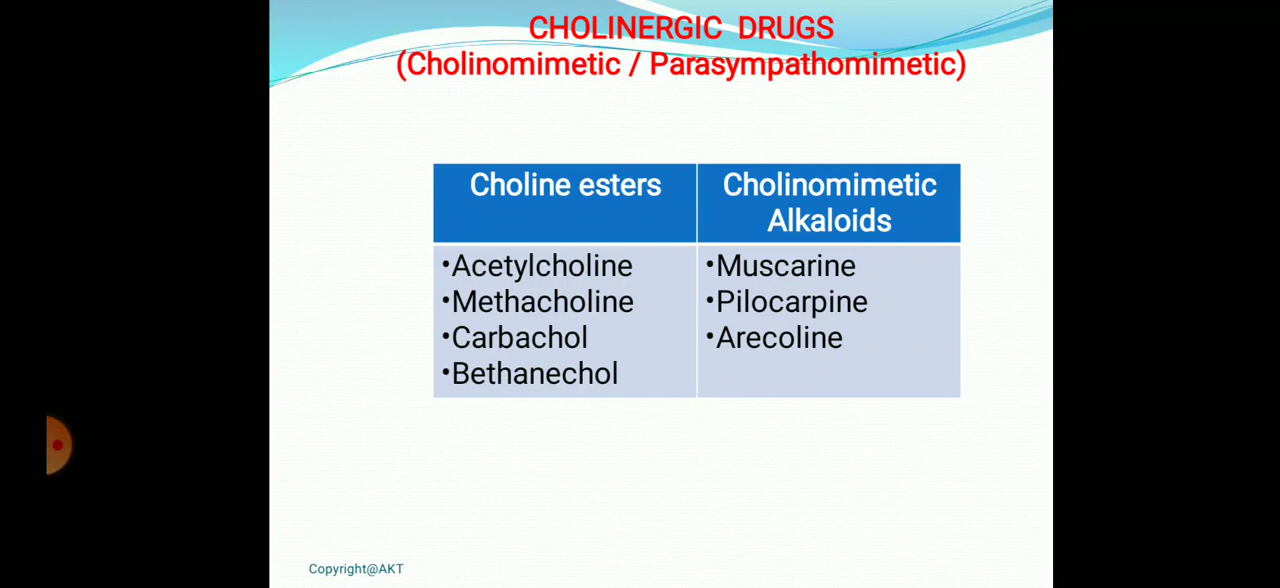 CHOLINERGIC DRUGS
(Cholinomimetic / Parasympathomimetic)
Choline esters
Cholinomimetic
Alkaloids
•Acetylcholine
•Methacholine
•Carbachol
•Bethanechol
•Muscarine
•Pilocarpine
•Arecoline
Copyright@AKT